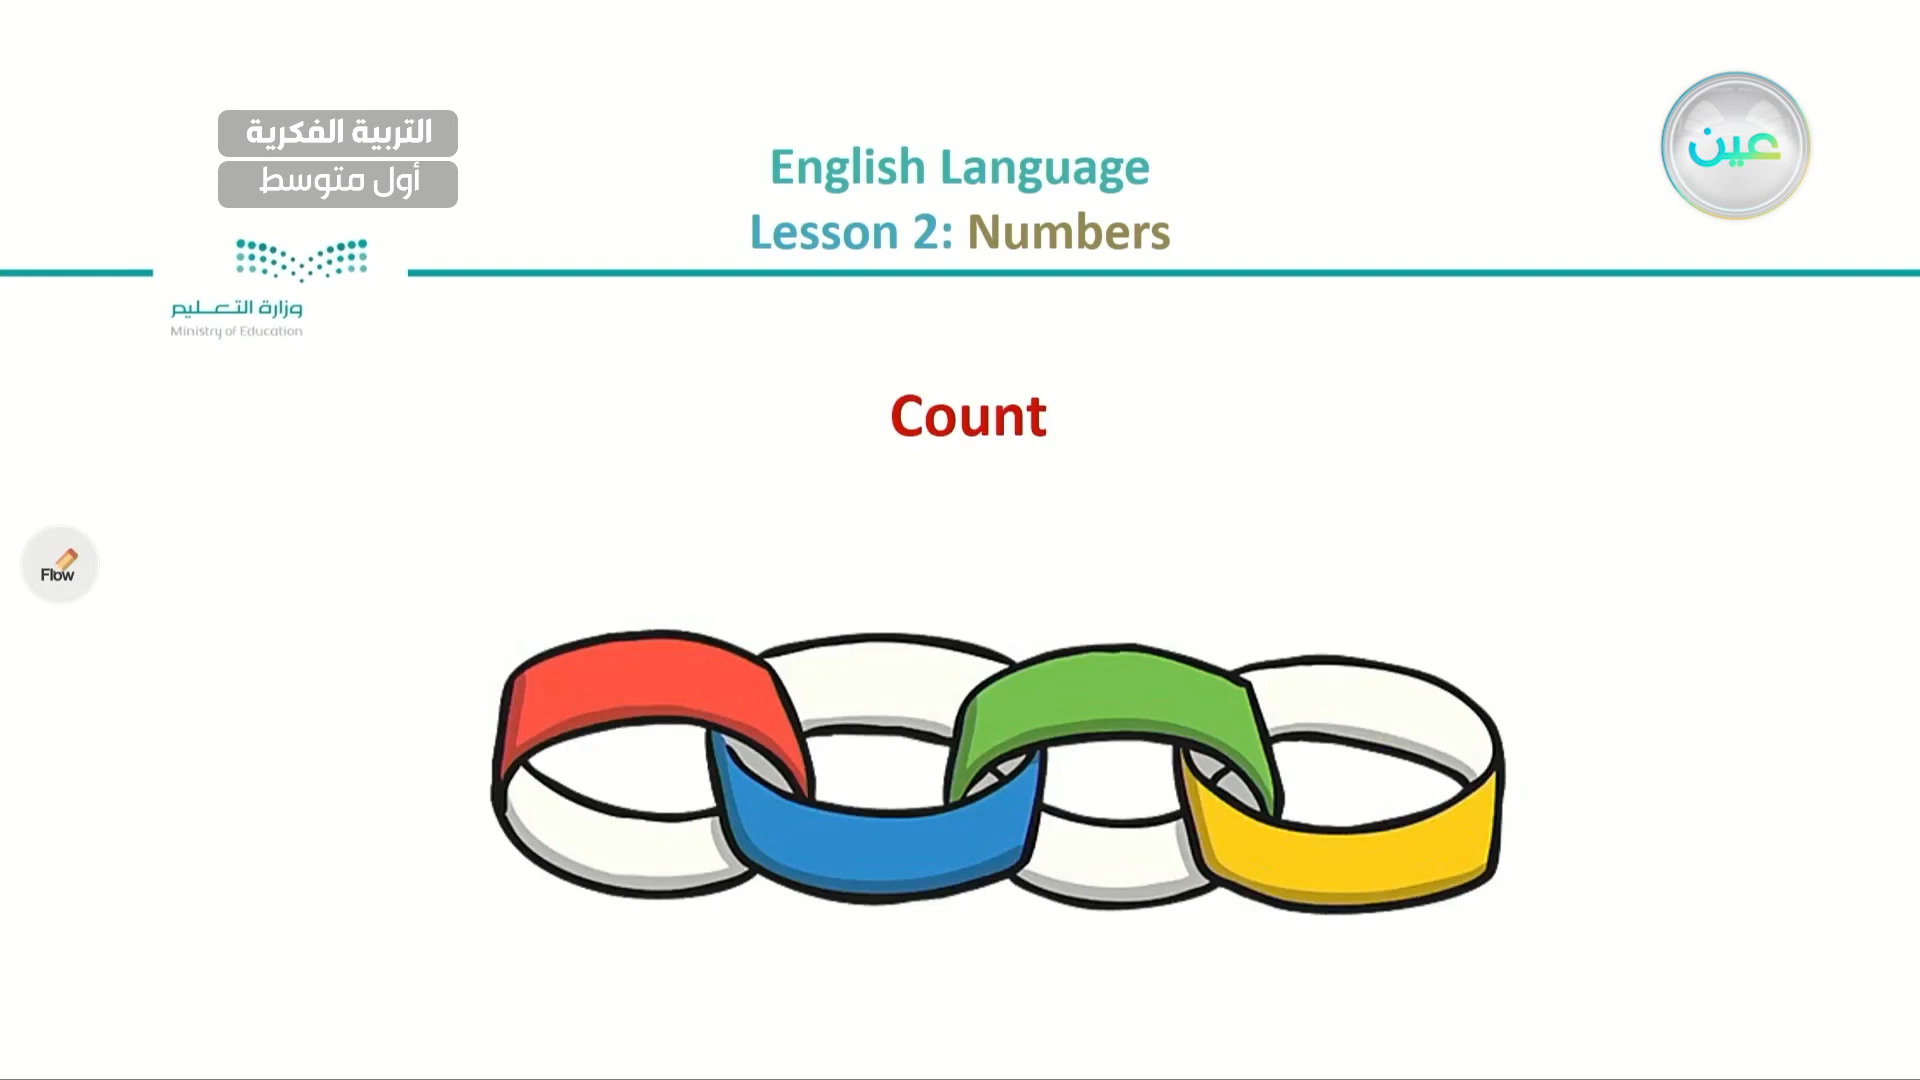 التربية الفكرية
أول متوسط
English Language
Lesson 2: Numbers
عين
وزارة التعليم
Ministry of Education
Count
Flow